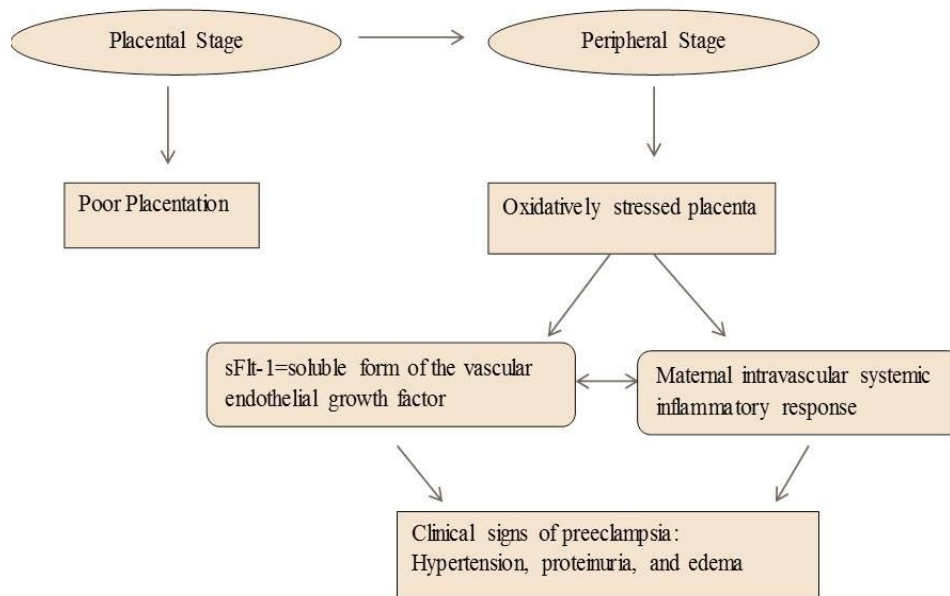 Placental Stage
Peripheral Stage
Poor Placentation
Oxidatively stressed placenta
sFlt-1=soluble form of the vascular
endothelial growth factor
Maternal intravascular systemic
inflammatory response
Clinical signs of preeclampsia:
Hypertension, proteinuria, and edema